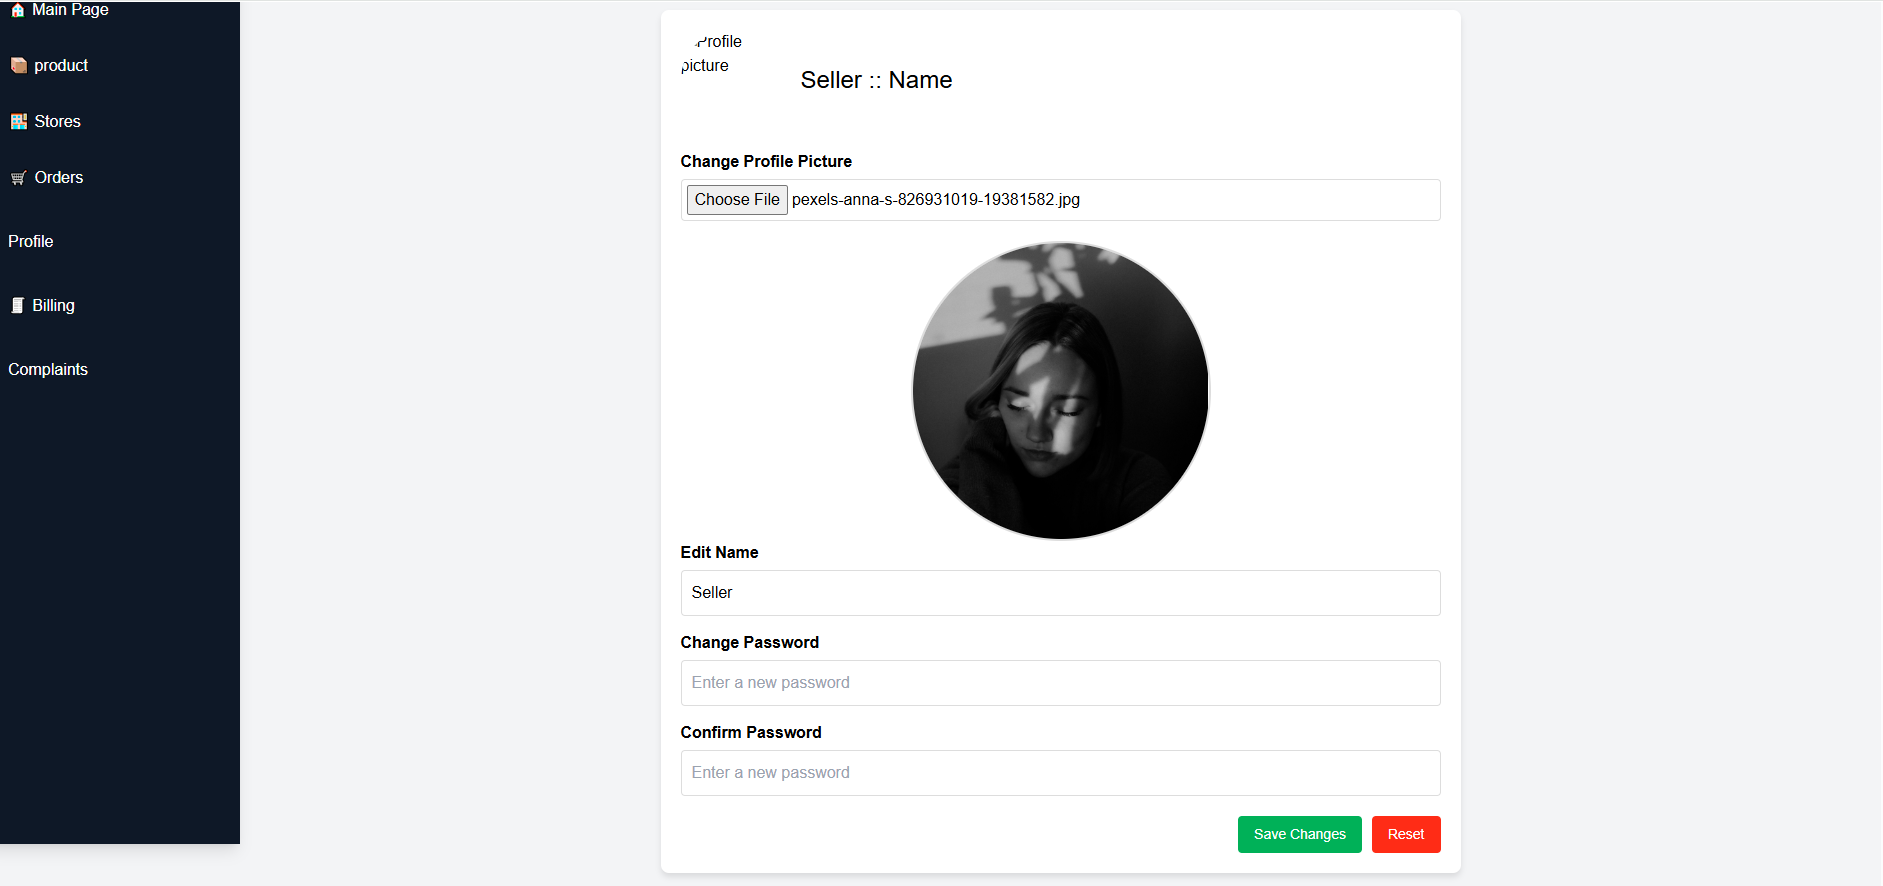 Main Page
product
Stores
Orders
Profile
Billing
Complaints
Profile
picture
Seller :: Name
Change Profile Picture
Choose File pexels-anna-s-826931019-19381582.jpg
Edit Name
Seller
Change Password
Enter a new password
Confirm Password
Enter a new password
Save Changes Reset